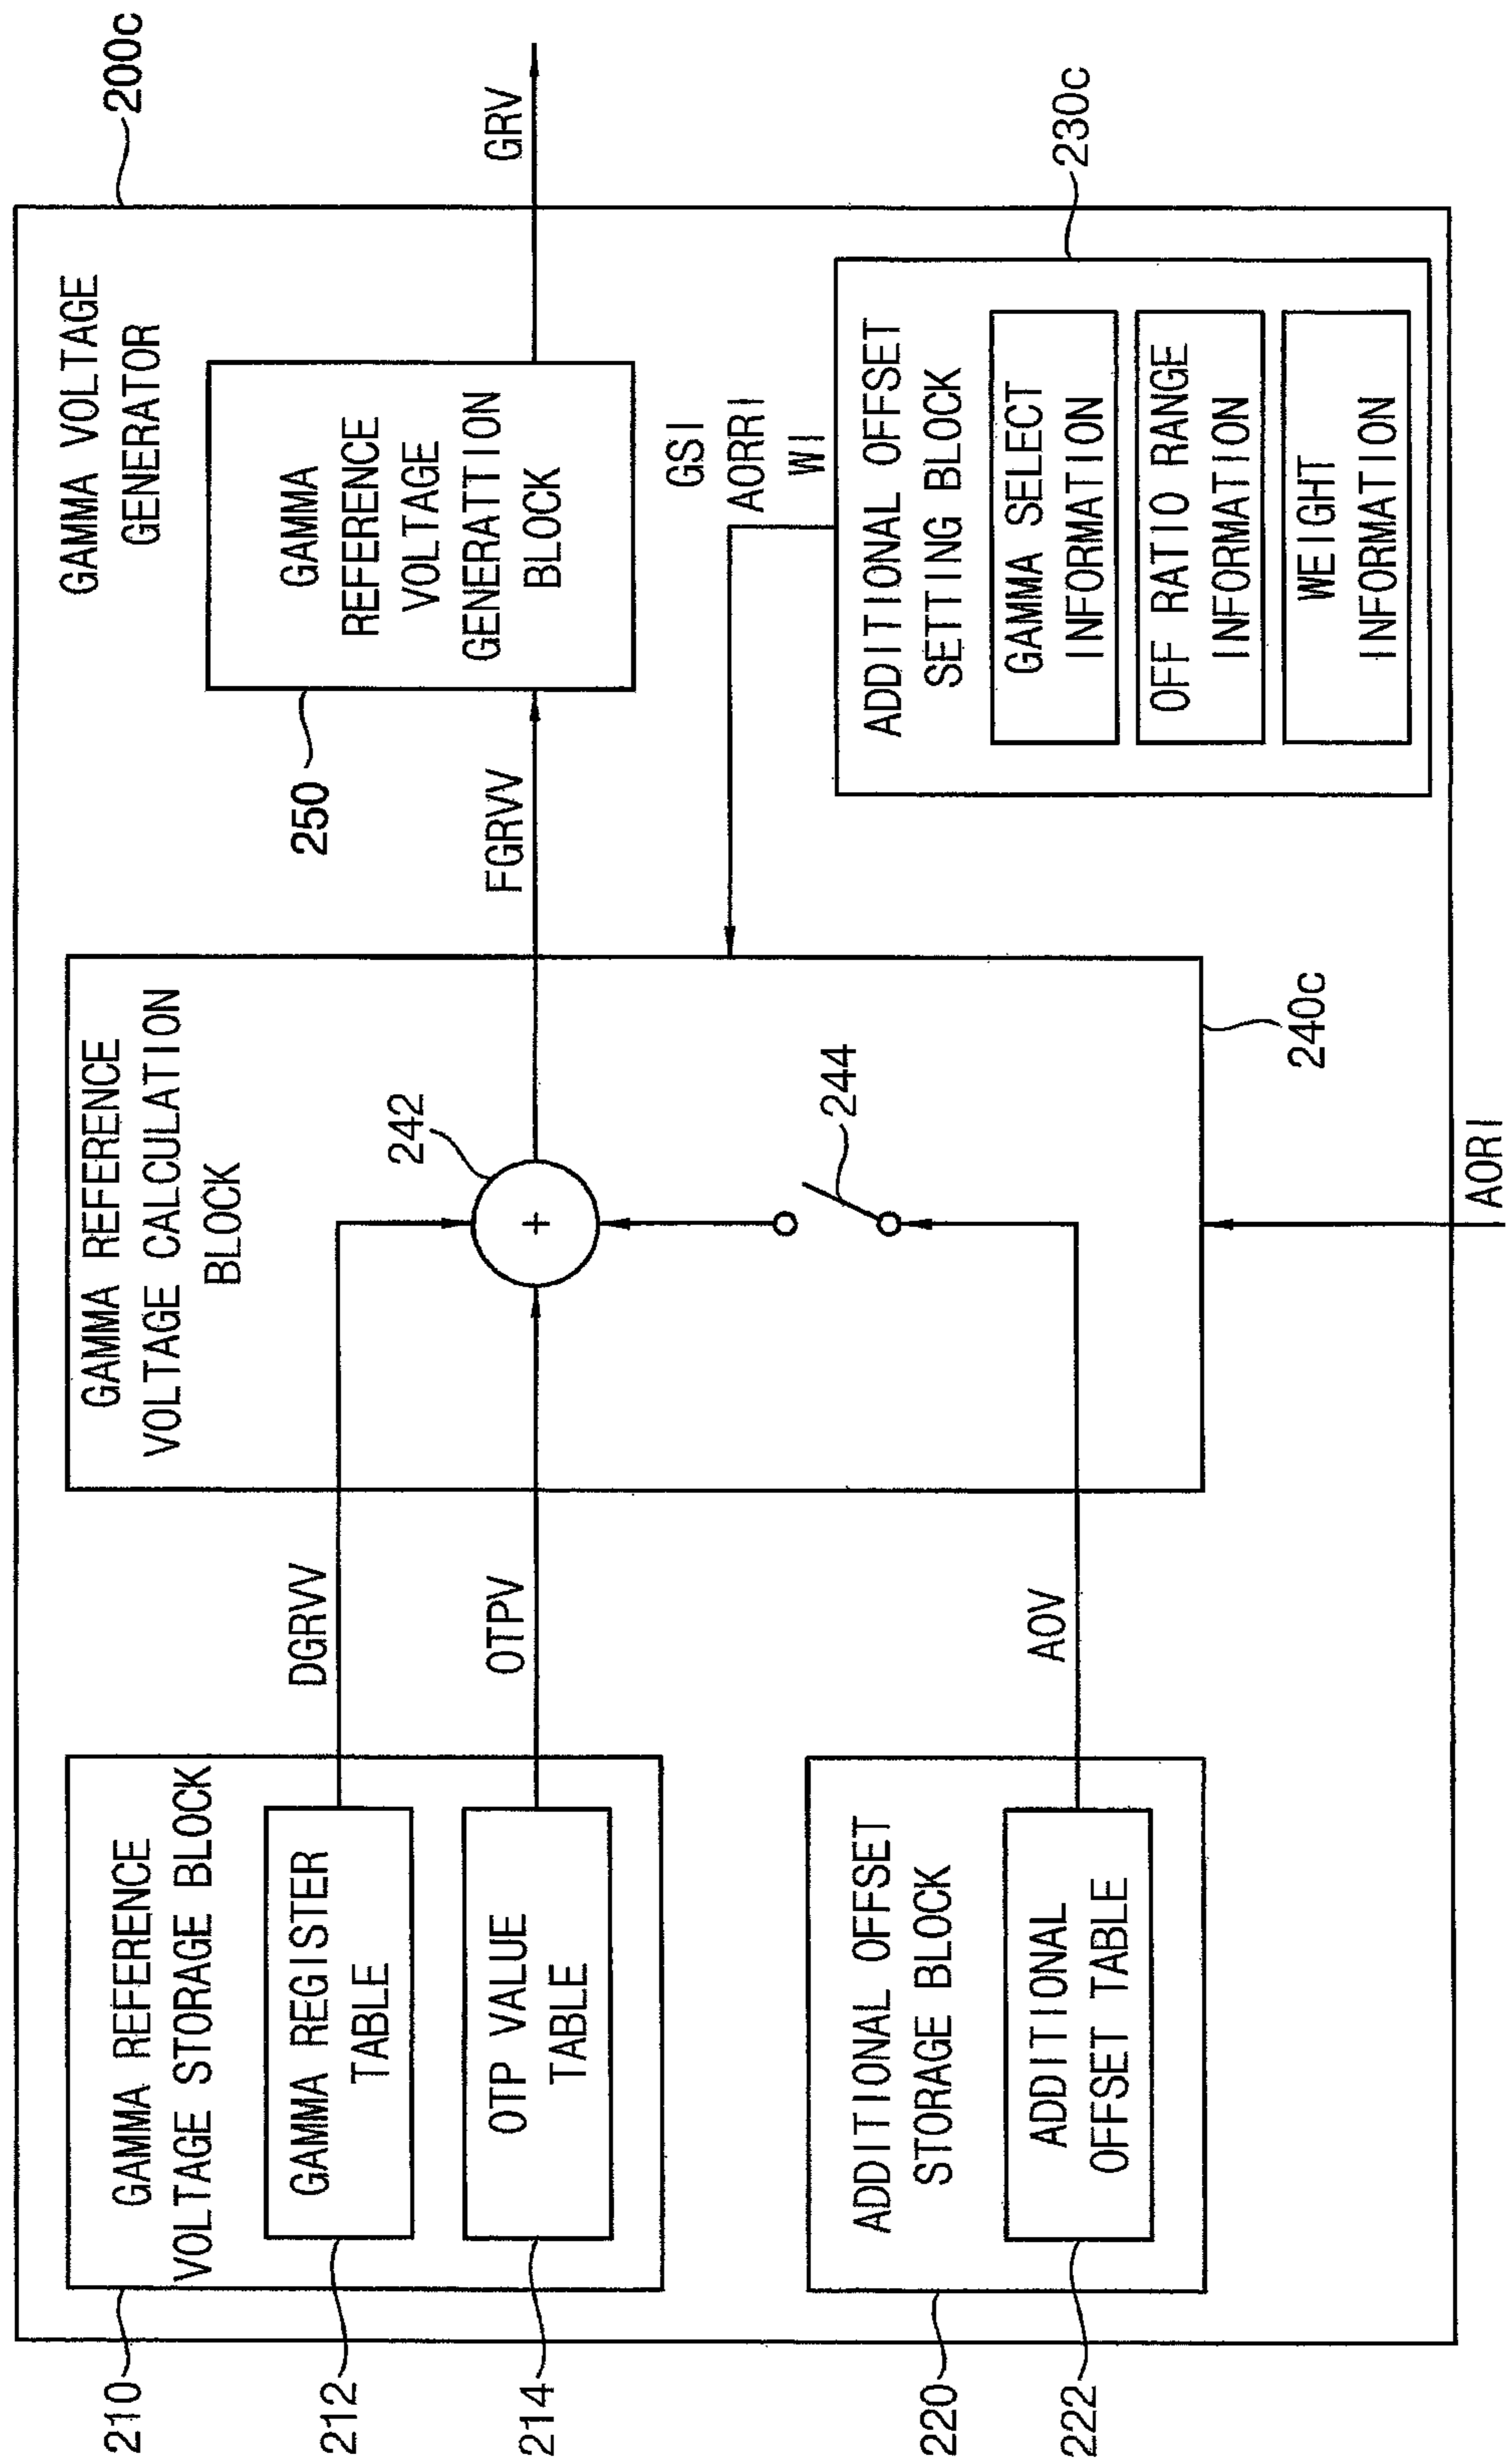 200c
GAMMA VOLTAGE
GENERATOR
210
GAMMA REFERENCE
VOLTAGE STORAGE BLOCK
212
GAMMA REGISTER
TABLE
214
OTP VALUE
TABLE
DGRVV
OTPV
GAMMA REFERENCE
VOLTAGE CALCULATION
BLOCK
242
+
244
240c
FGRVV
250
GAMMA
REFERENCE
VOLTAGE
GENERATTION
BLOCK
GRV
220
ADDITIONAL OFFSET
STORAGE BLOCK
222
ADDITIONAL
OFFSET TABLE
AOV
AORI
GSI
AORRI
WI
230c
ADDITIONAL OFFSET
SETTING BLOCK
GAMMA SELECT
INFORMATION
OFF RATIO RANGE
INFORMATION
WEIGHT
INFORMATION